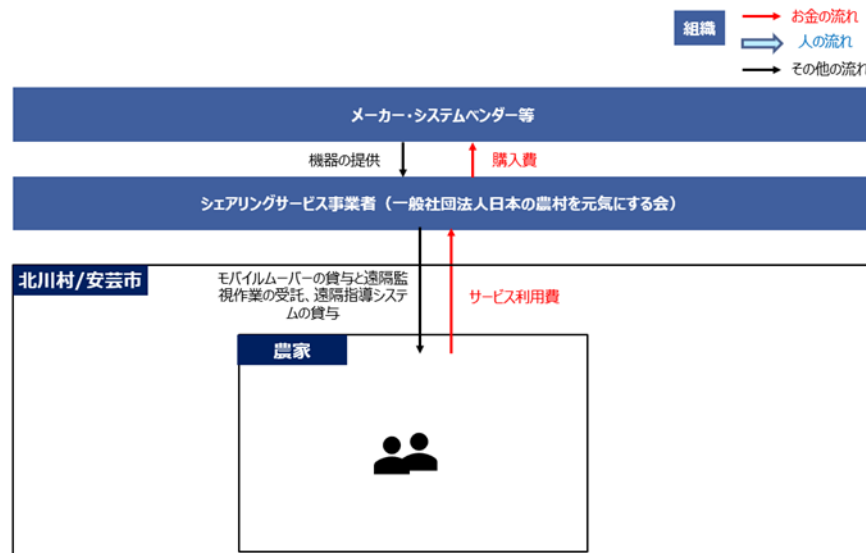 組織
お金の流れ
人の流れ
その他の流れ
メーカー・システムベンダー等
機器の提供
購入費
シェアリングサービス事業者（一般社団法人日本の農村を元気にする会）
北川村/安芸市
モバイルムーバーの貸与と遠隔監
視作業の受託、遠隔指導システ
ムの貸与
サービス利用費
農家